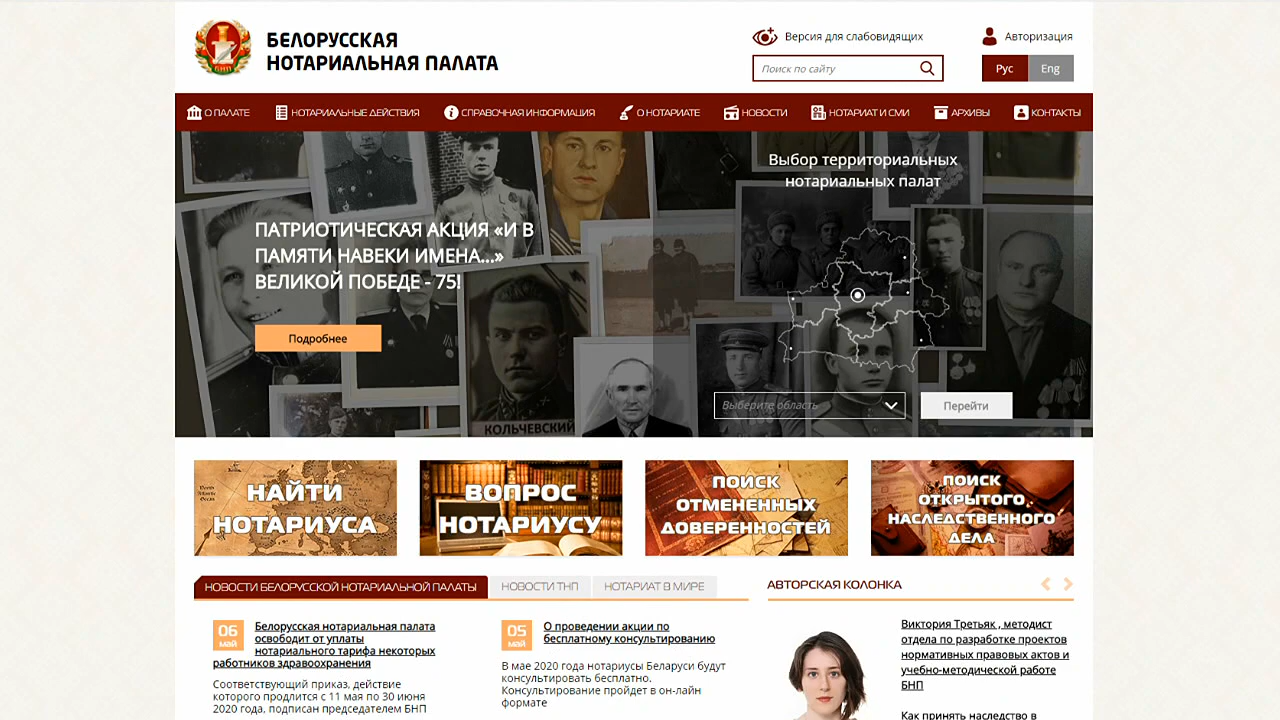 БЕЛОРУССКАЯ
НОТАРИАЛЬНАЯ ПАЛАТА
Версия для слабовидящих
Авторизация
Поиск по сайту
Рус
Eng
О ПАЛАТЕ
НОТАРИАЛЬНЫЕ ДЕЙСТВИЯ
СПРАВОЧНАЯ ИНФОРМАЦИЯ
О НОТАРИАТЕ
НОВОСТИ
НОТАРИАТ И СМИ
АРХИВЫ
КОНТАКТЫ
ПАТРИОТИЧЕСКАЯ АКЦИЯ «И В
ПАМЯТИ НАВЕКИ ИМЕНА...»
ВЕЛИКОЙ ПОБЕДЕ - 75!
Подробнее
Выбор территориальных
нотариальных палат
Выберите область
Перейти
КОЛЬЧЕВСКИЙ
НАЙТИ
НОТАРИУСА
ВОПРОС
НОТАРИУСУ
ПОИСК
ОТМЕНЕННЫХ
ДОВЕРЕННОСТЕЙ
ПОИСК
ОТКРЫТОГО
НАСЛЕДСТВЕННОГО
ДЕЛА
НОВОСТИ БЕЛОРУССКОЙ НОТАРИАЛЬНОЙ ПАЛАТЫ
НОВОСТИ ТНП
НОТАРИАТ В МИРЕ
АВТОРСКАЯ КОЛОНКА
06
май
Белорусская нотариальная палата
освободит от уплаты
нотариального тарифа некоторых
работников здравоохранения
Соответствующий приказ, действие
которого продлится с 11 мая по 30 июня
2020 года, подписан председателем БНП
05
май
О проведении акции по
бесплатному консультированию
В мае 2020 года нотариусы Беларуси будут
консультировать бесплатно.
Консультирование пройдет в он-лайн
формате
Виктория Третьяк , методист
отдела по разработке проектов
нормативных правовых актов и
учебно-методической работе
БНП
Как принять наследство в